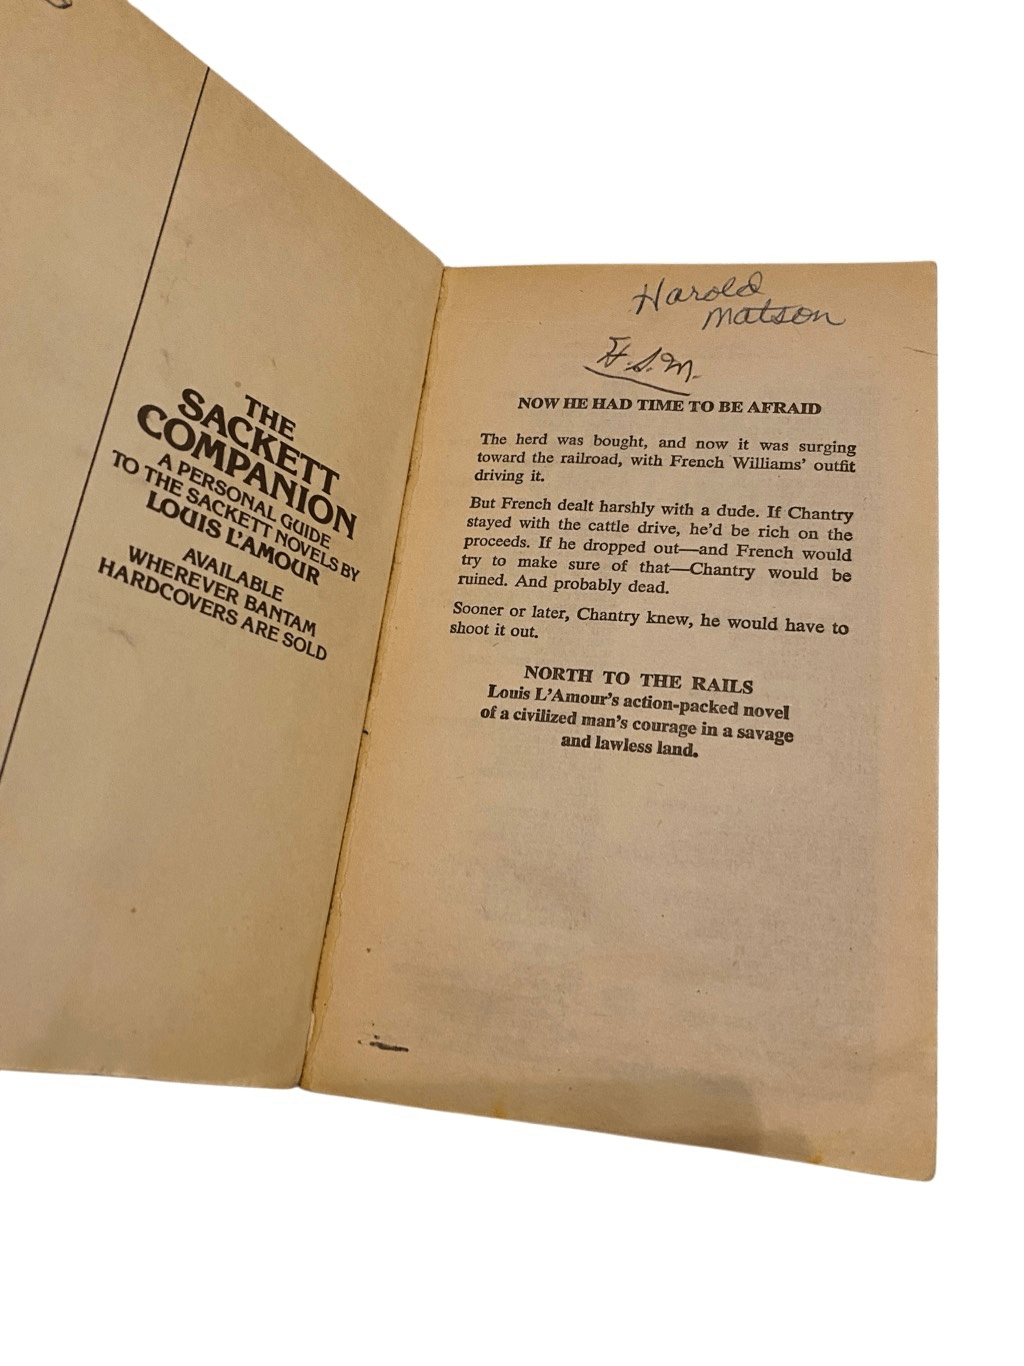 THE
SACKETT
COMPANION
A PERSONAL GUIDE
TO THE SACKETT NOVELS BY
LOUIS L'AMOUR
AVAILABLE
WHEREVER BANTAM
HARDCOVERS ARE SOLD
Harold
Matson
H.S.M.
NOW HE HAD TIME TO BE AFRAID
The herd was bought, and now it was surging
toward the railroad, with French Williams' outfit
driving it.
But French dealt harshly with a dude. If Chantry
stayed with the cattle drive, he'd be rich on the
proceeds. If he dropped out—and French would
try to make sure of that—Chantry would be
ruined. And probably dead.
Sooner or later, Chantry knew, he would have to
shoot it out.
NORTH TO THE RAILS
Louis L'Amour's action-packed novel
of a civilized man's courage in a savage
and lawless land.